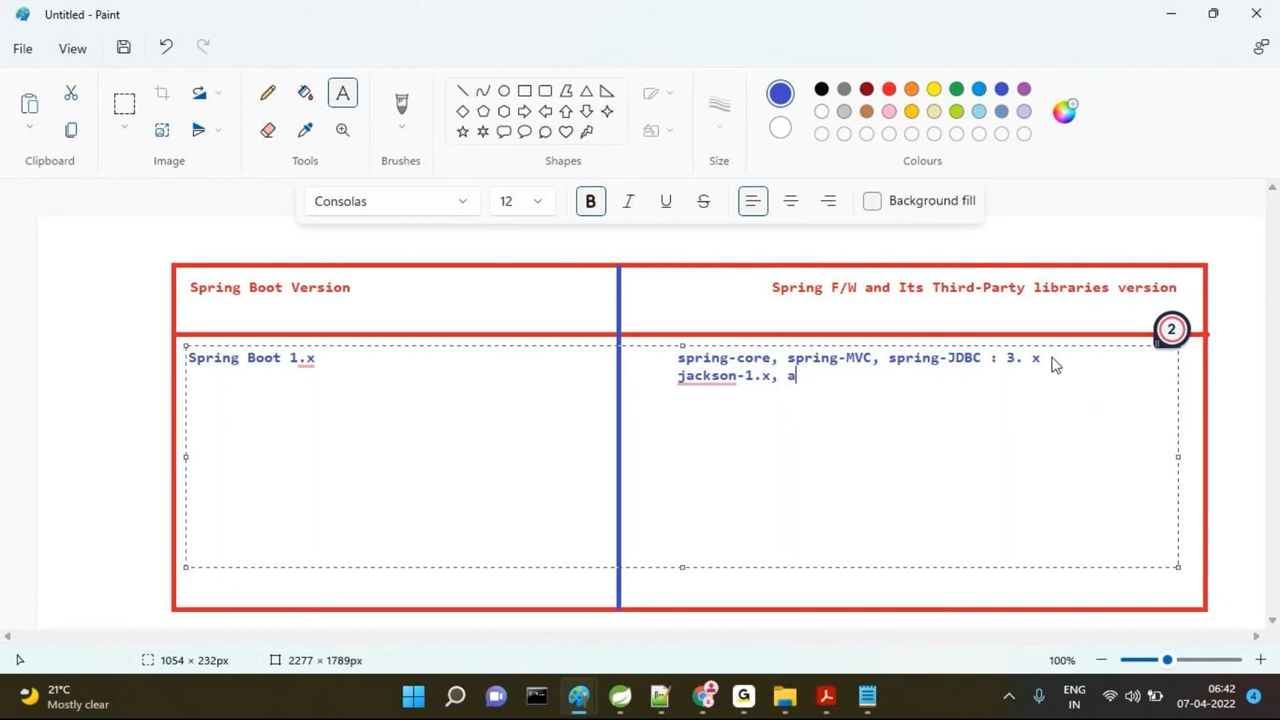 Untitled - Paint
File
View
Clipboard
Image
Tools
Brushes
Shapes
Size
Colours
Consolas
12
B
I
U
S
Background fill
Spring Boot Version
Spring F/W and Its Third-Party libraries version
2
Spring Boot 1.x
spring-core, spring-MVC, spring-JDBC : 3. x
jackson-1.x, a
1054 × 232px
2277 × 1789px
100%
21°C
Mostly clear
ENG
IN
06:42
07-04-2022
4